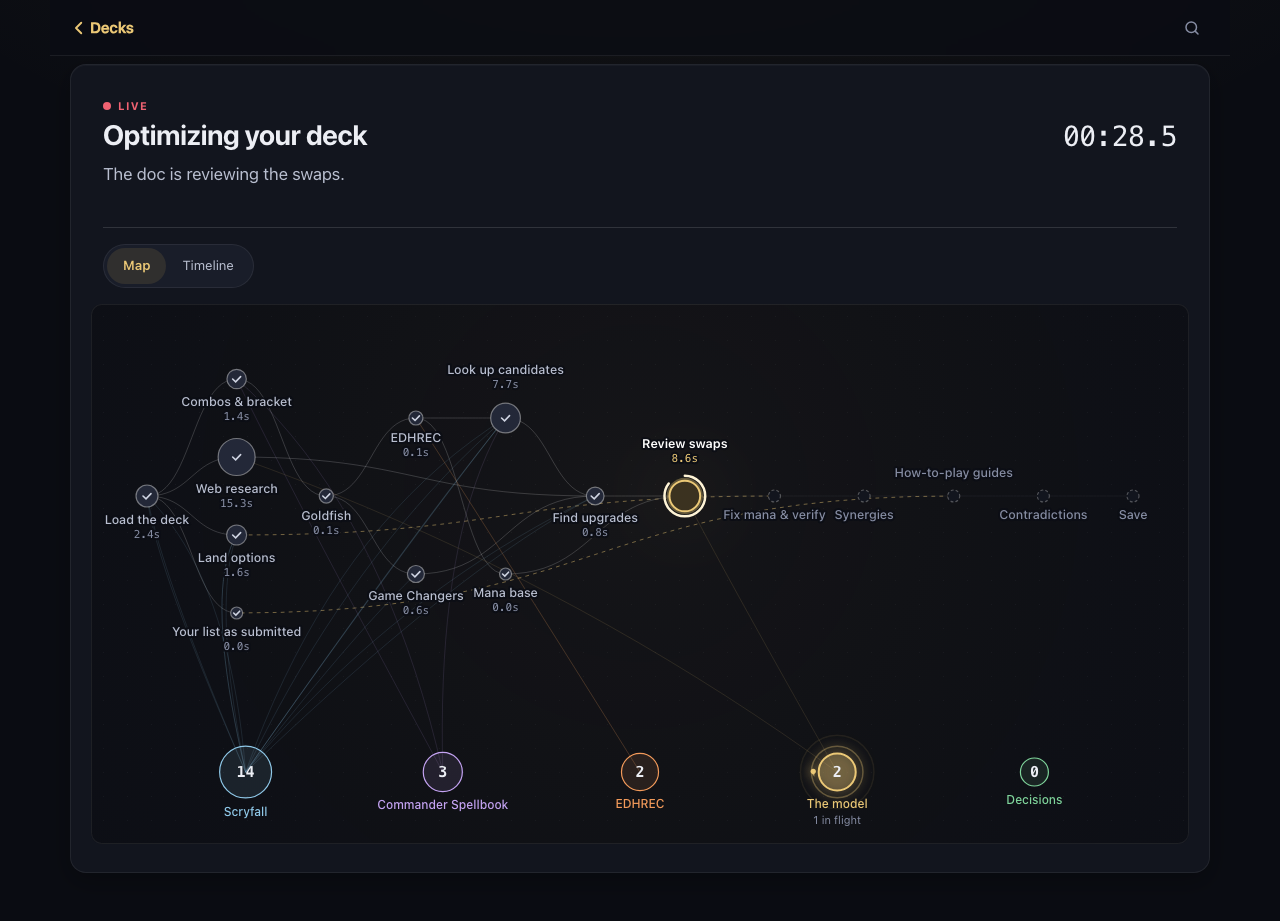 Decks
LIVE
Optimizing your deck
00:28.5
The doc is reviewing the swaps.
Map
Timeline
Look up candidates
7.7s
Combos & bracket
1.4s
EDHREC
0.1s
Review swaps
8.6s
How-to-play guides
Web research
15.3s
Load the deck
2.4s
Goldfish
0.1s
Find upgrades
0.8s
Fix mana & verify
Synergies
Contradictions
Save
Land options
1.6s
Game Changers
0.6s
Mana base
0.0s
Your list as submitted
0.0s
14
Scryfall
3
Commander Spellbook
2
EDHREC
2
The model
1 in flight
0
Decisions